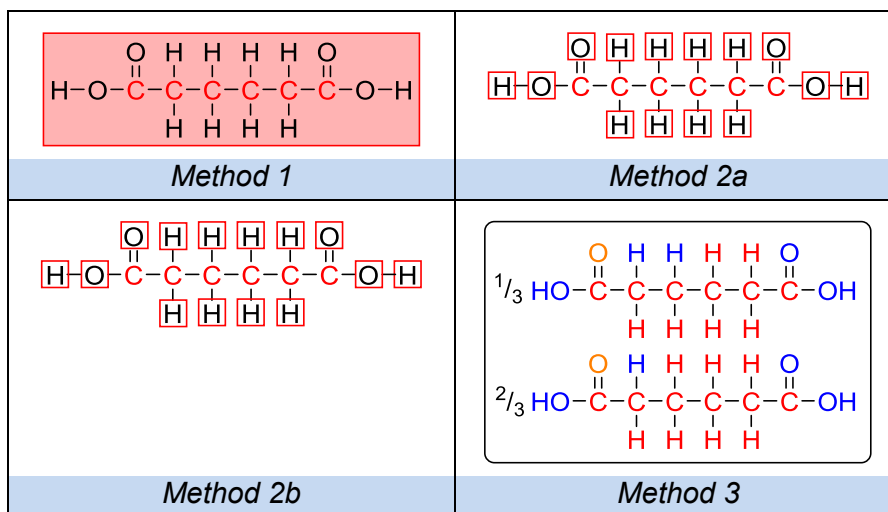 O H H H H O
H–O–C–C–C–C–C–C–O–H
H H H H
Method 1
O H H H H O
H–O–C–C–C–C–C–C–O–H
H H H H
Method 2a
O H H H H O
H–O–C–C–C–C–C–C–O–H
H H H H
Method 2b
O H H H H O
1/3 HO–C–C–C–C–C–C–OH
H H H H
O H H H H O
2/3 HO–C–C–C–C–C–C–OH
H H H H
Method 3